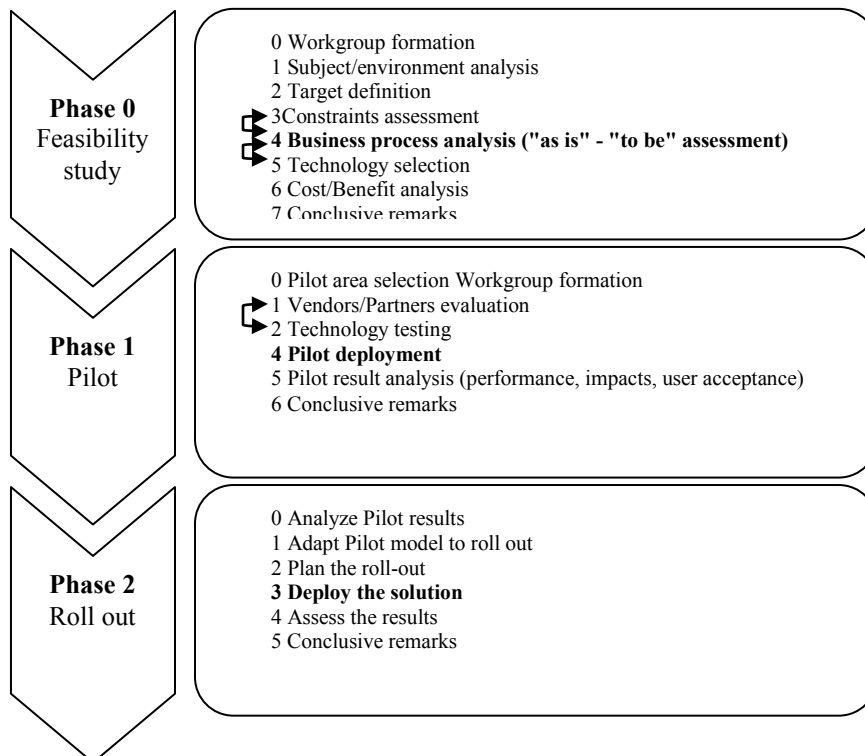 Phase 0
Feasibility
study
0 Workgroup formation
1 Subject/environment analysis
2 Target definition
3Constraints assessment
4 Business process analysis ("as is" - "to be" assessment)
5 Technology selection
6 Cost/Benefit analysis
7 Conclusive remarks
Phase 1
Pilot
0 Pilot area selection Workgroup formation
1 Vendors/Partners evaluation
2 Technology testing
4 Pilot deployment
5 Pilot result analysis (performance, impacts, user acceptance)
6 Conclusive remarks
Phase 2
Roll out
0 Analyze Pilot results
1 Adapt Pilot model to roll out
2 Plan the roll-out
3 Deploy the solution
4 Assess the results
5 Conclusive remarks